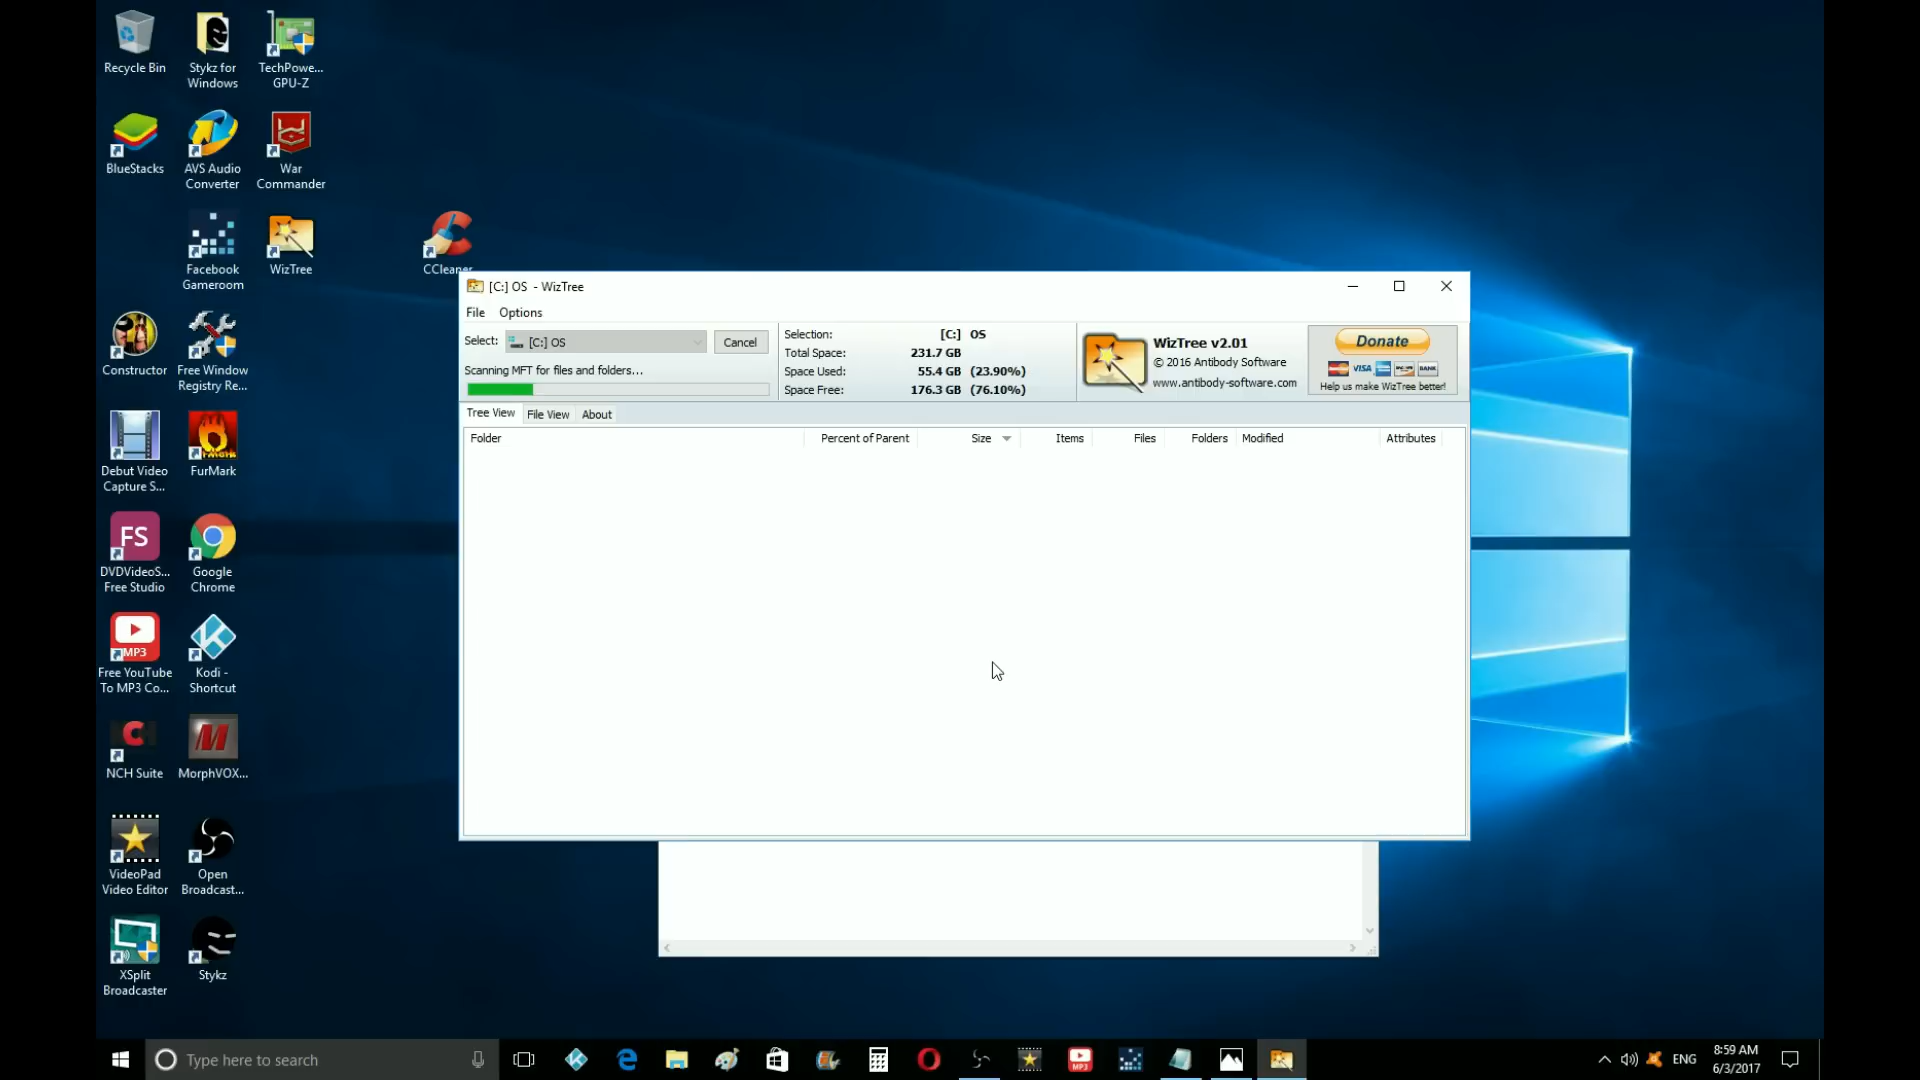 Recycle Bin
Stykz for
Windows
TechPowe...
GPU-Z
BlueStacks
AVS Audio
Converter
War
Commander
Facebook
Gameroom
WizTree
CCleaner
Constructor
Free Window
Registry Re...
Debut Video
Capture S...
FurMark
FS
DVDVideoS...
Free Studio
Google
Chrome
MP3
Free YouTube
To MP3 Co...
Kodi -
Shortcut
NCH Suite
MorphVOX...
VideoPad
Video Editor
Open
Broadcast...
XSplit
Broadcaster
Stykz
[C:] OS - WizTree
File Options
Select: [C:] OS Cancel
Scanning MFT for files and folders...
Selection: [C:] OS
Total Space: 231.7 GB
Space Used: 55.4 GB (23.90%)
Space Free: 176.3 GB (76.10%)
WizTree v2.01
© 2016 Antibody Software
www.antibody-software.com
Donate
VISA
BANK
Help us make WizTree better!
Tree View File View About
Folder Percent of Parent Size Items Files Folders Modified Attributes
Type here to search
MP3
ENG
8:59 AM
6/3/2017